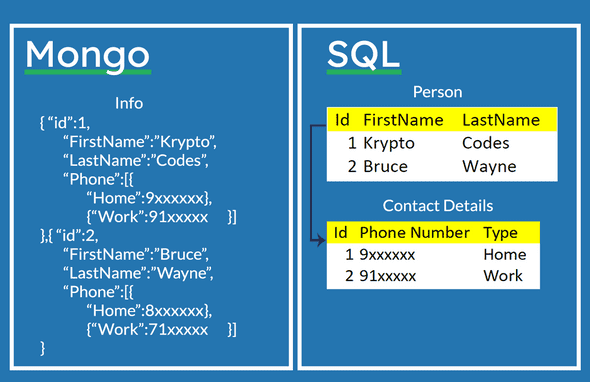 Mongo
Info
{ “id”:1,
“FirstName”:”Krypto”,
“LastName”:”Codes”,
“Phone”:[{
“Home”:9xxxxxx},
{“Work”:91xxxxx }]
},{ “id”:2,
“FirstName”:”Bruce”,
“LastName”:”Wayne”,
“Phone”:[{
“Home”:8xxxxxx},
{“Work”:71xxxxx }]
}
SQL
Person
Id FirstName LastName
1 Krypto Codes
2 Bruce Wayne
Contact Details
Id Phone Number Type
1 9xxxxxx Home
2 91xxxxx Work